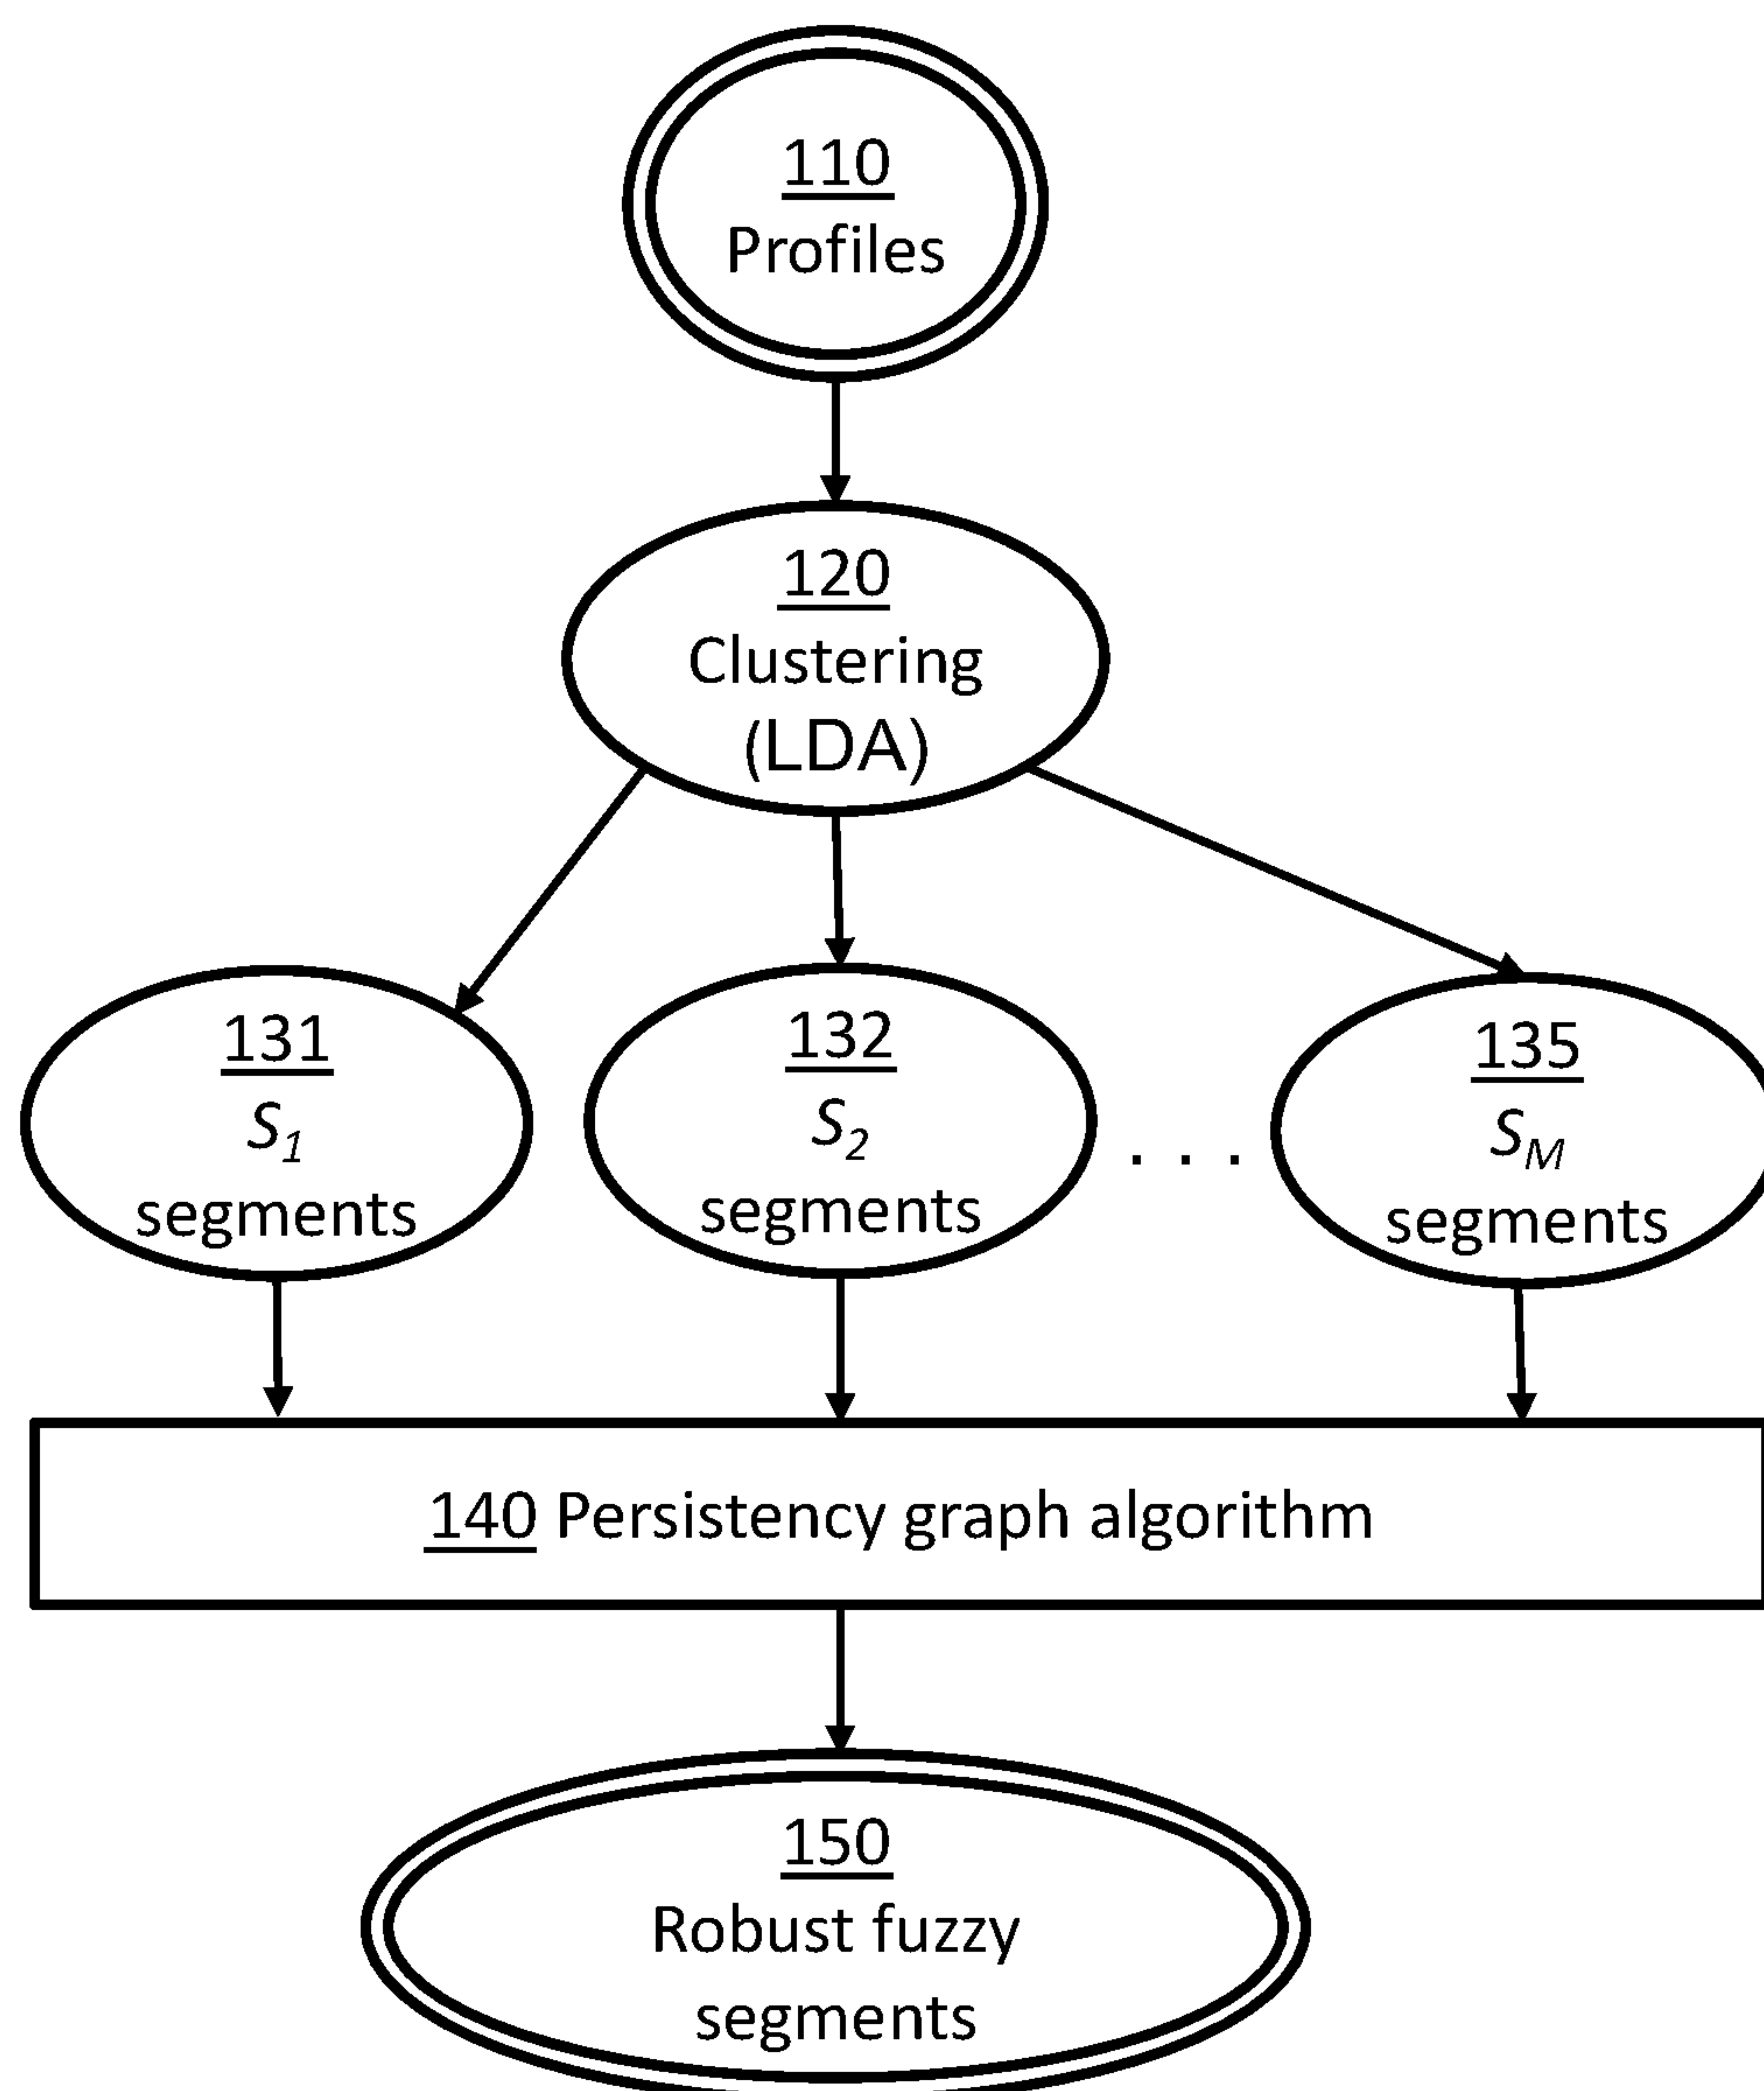 110
Profiles
120
Clustering
(LDA)
131
S1
segments
132
S2
segments
. . .
135
SM
segments
140 Persistency graph algorithm
150
Robust fuzzy
segments